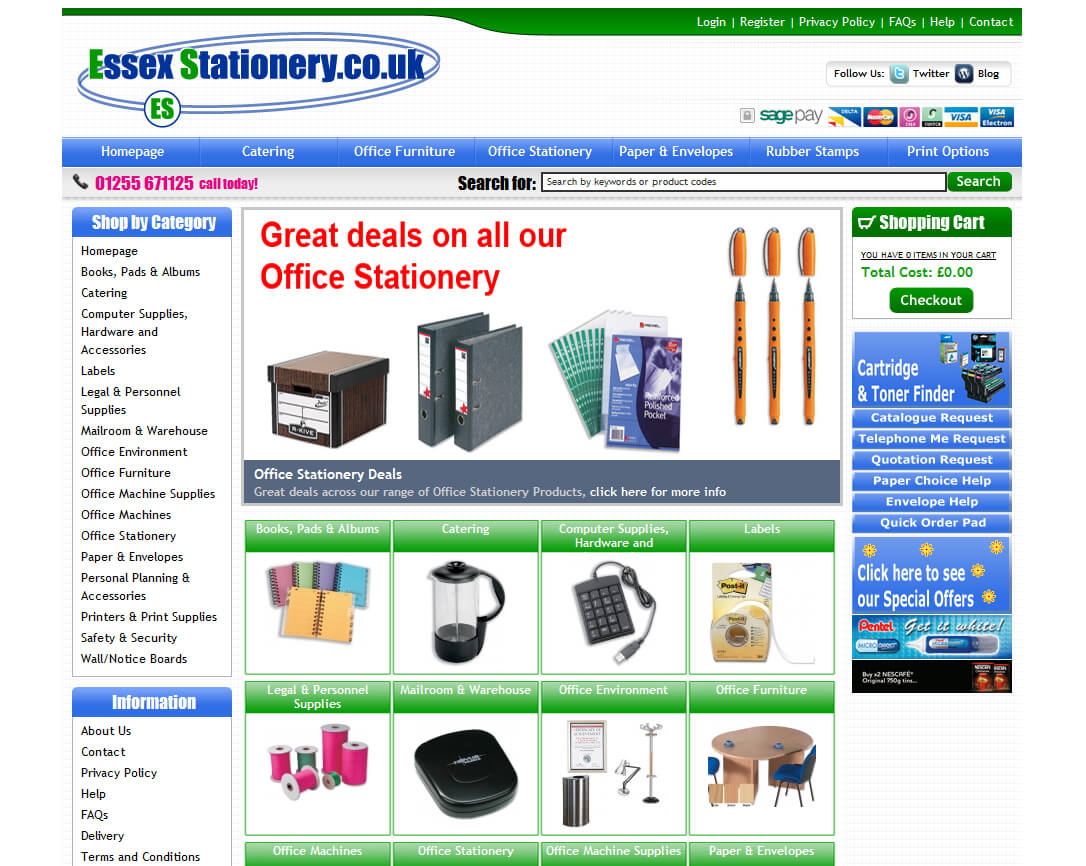 Login | Register | Privacy Policy | FAQs | Help | Contact
Essex Stationery.co.uk
ES
Follow Us: Twitter Blog
sage pay DELTA MasterCard VISA VISA Electron
Homepage Catering Office Furniture Office Stationery Paper & Envelopes Rubber Stamps Print Options
01255 671125 call today!
Search for: Search by keywords or product codes Search
Shop by Category
Homepage
Books, Pads & Albums
Catering
Computer Supplies,
Hardware and
Accessories
Labels
Legal & Personnel
Supplies
Mailroom & Warehouse
Office Environment
Office Furniture
Office Machine Supplies
Office Machines
Office Stationery
Paper & Envelopes
Personal Planning &
Accessories
Printers & Print Supplies
Safety & Security
Wall/Notice Boards
Information
About Us
Contact
Privacy Policy
Help
FAQs
Delivery
Terms and Conditions
Great deals on all our
Office Stationery
R-KIVE
REXEL
Reinforced
Polished
Pocket
Office Stationery Deals
Great deals across our range of Office Stationery Products, click here for more info
Books, Pads & Albums
Catering
Computer Supplies,
Hardware and
Labels
Post-it
Legal & Personnel
Supplies
Mailroom & Warehouse
Office Environment
Office Furniture
Office Machines
Office Stationery
Office Machine Supplies
Paper & Envelopes
Shopping Cart
YOU HAVE 0 ITEMS IN YOUR CART
Total Cost: £0.00
Checkout
Cartridge
& Toner Finder
Catalogue Request
Telephone Me Request
Quotation Request
Paper Choice Help
Envelope Help
Quick Order Pad
Click here to see
our Special Offers
Pentel Get it white!
Buy x2 NESCAFÉ®
Original 750g tins...